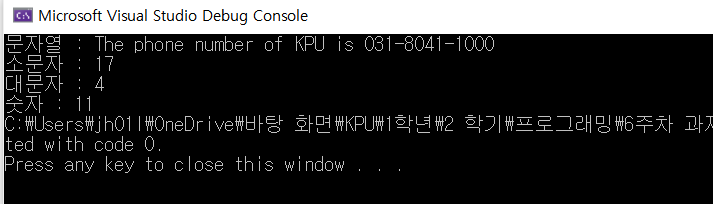 Microsoft Visual Studio Debug Console
문자열 : The phone number of KPU is 031-8041-1000
소문자 : 17
대문자 : 4
숫자 : 11
C:\Users\jh01l\OneDrive\바탕 화면\KPU\1학년\2 학기\프로그래밍\6주차 과
ted with code 0.
Press any key to close this window . . .